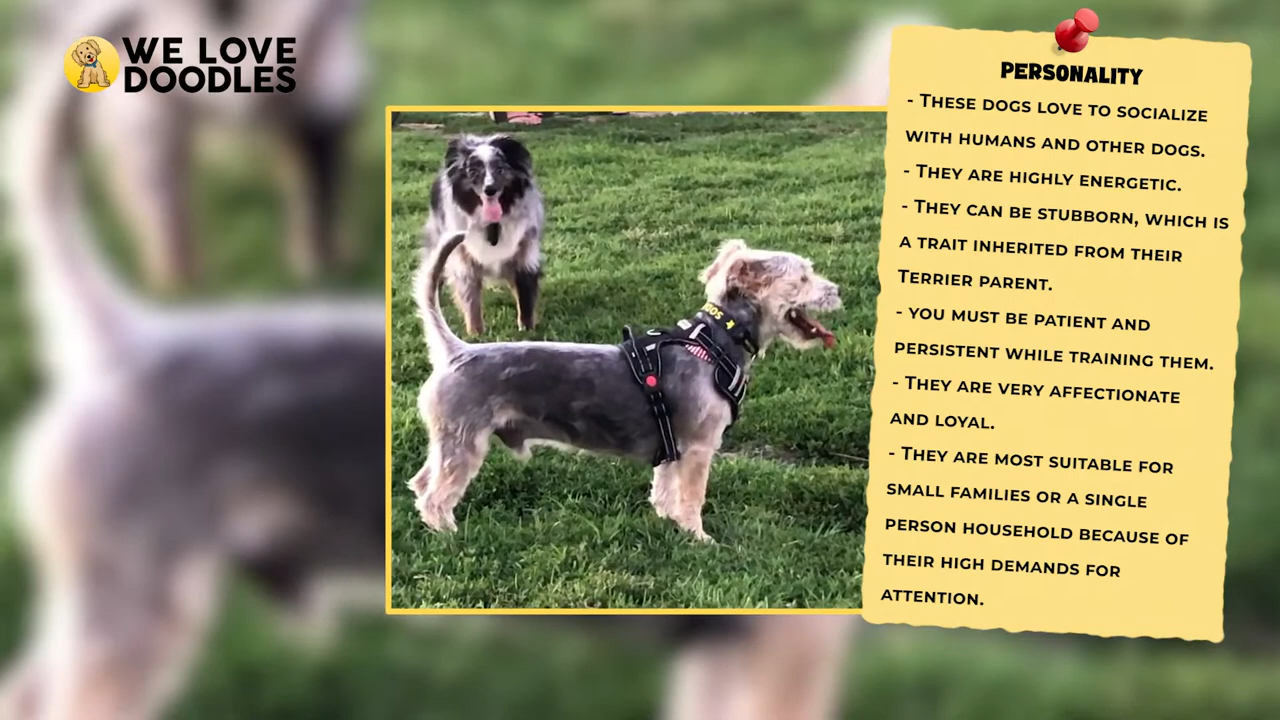 WE LOVE
DOODLES
PERSONALITY
- THESE DOGS LOVE TO SOCIALIZE
WITH HUMANS AND OTHER DOGS.
- THEY ARE HIGHLY ENERGETIC.
- THEY CAN BE STUBBORN, WHICH IS
A TRAIT INHERITED FROM THEIR
TERRIER PARENT.
- YOU MUST BE PATIENT AND
PERSISTENT WHILE TRAINING THEM.
- THEY ARE VERY AFFECTIONATE
AND LOYAL.
- THEY ARE MOST SUITABLE FOR
SMALL FAMILIES OR A SINGLE
PERSON HOUSEHOLD BECAUSE OF
THEIR HIGH DEMANDS FOR
ATTENTION.